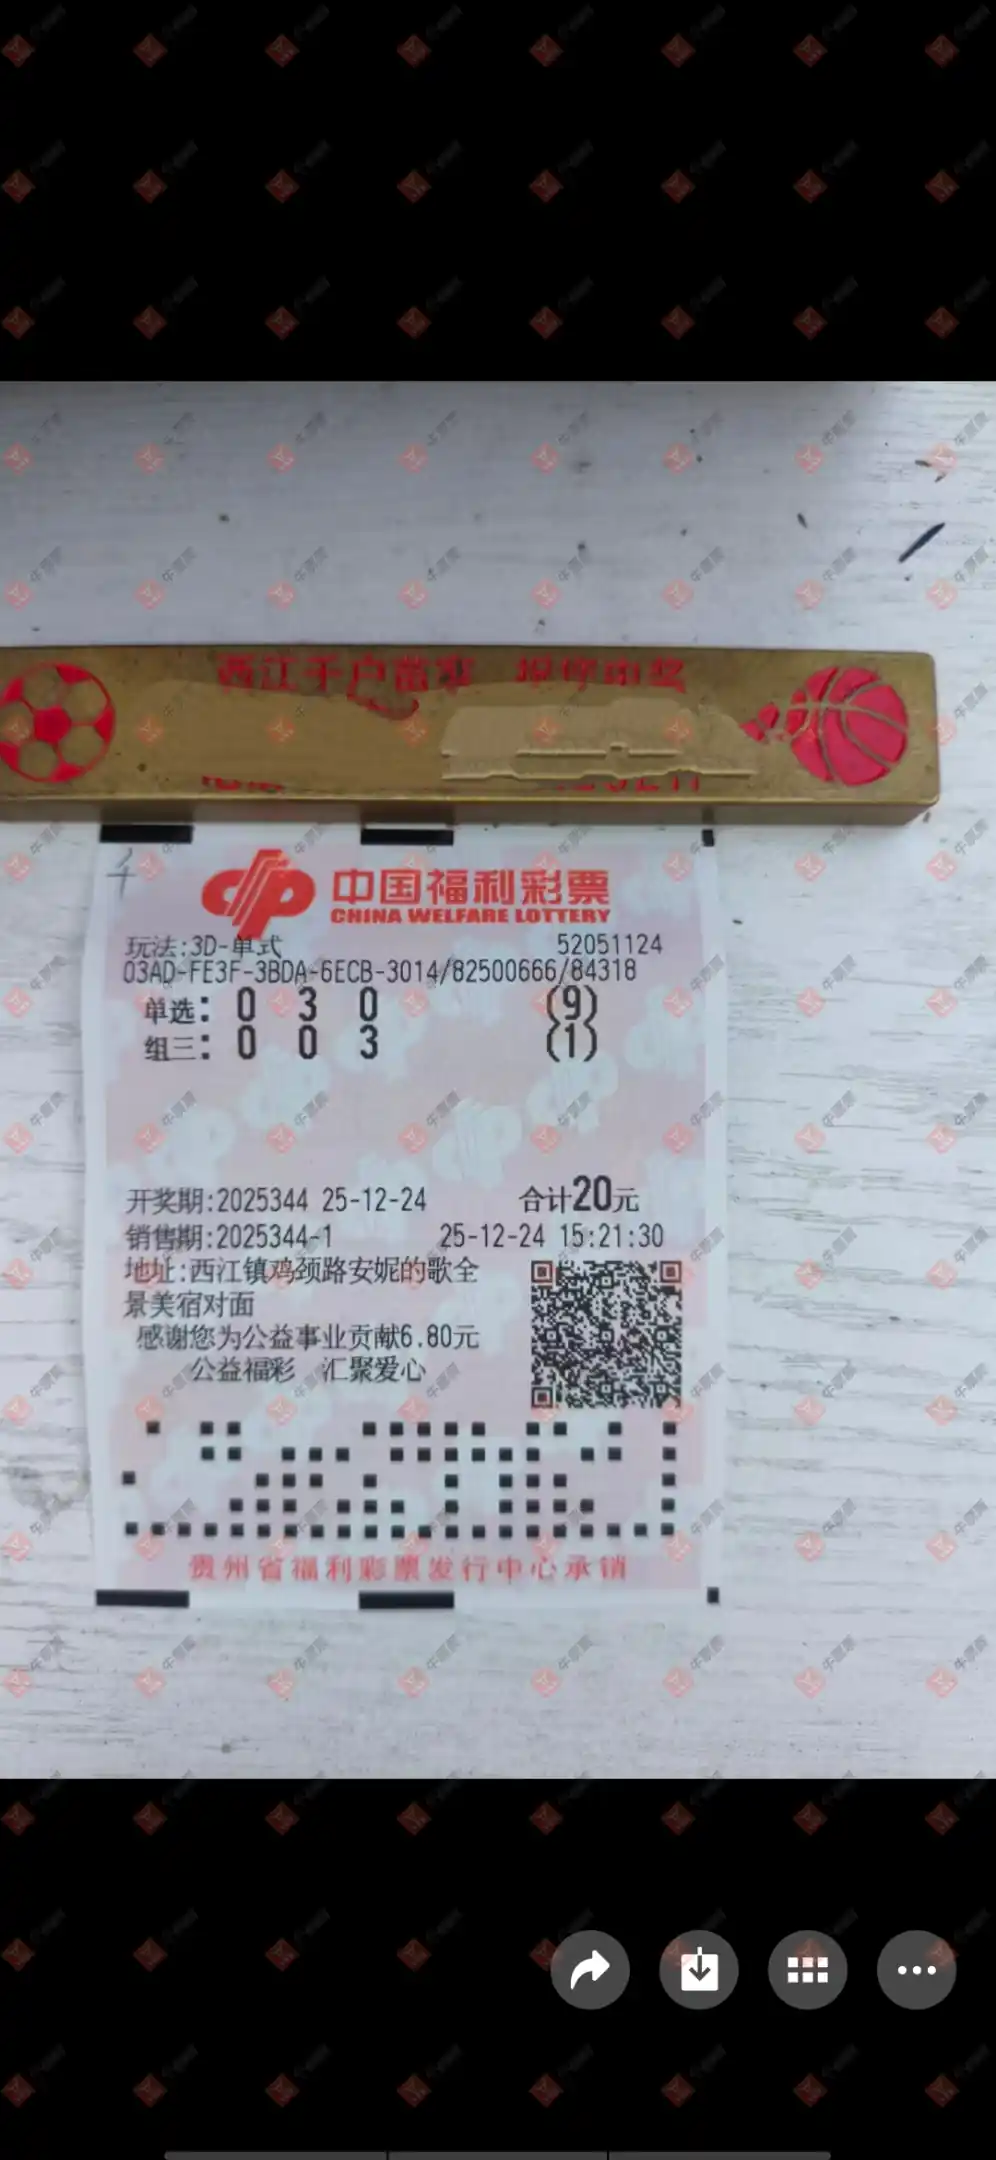 西江千户苗寨
中国福利彩票
CHINA WELFARE LOTTERY
玩法:3D-单式 52051124
03AD-FE3F-3BDA-6ECB-3014/82500666/84318
单选: 0 3 0 (9)
组三: 0 0 3 (1)
开奖期:2025344 25-12-24 合计20元
销售期:2025344-1 25-12-24 15:21:30
地址:西江镇鸡颈路安妮的歌全
景美宿对面
感谢您为公益事业贡献6.80元
公益福彩 汇聚爱心
贵州省福利彩票发行中心承销